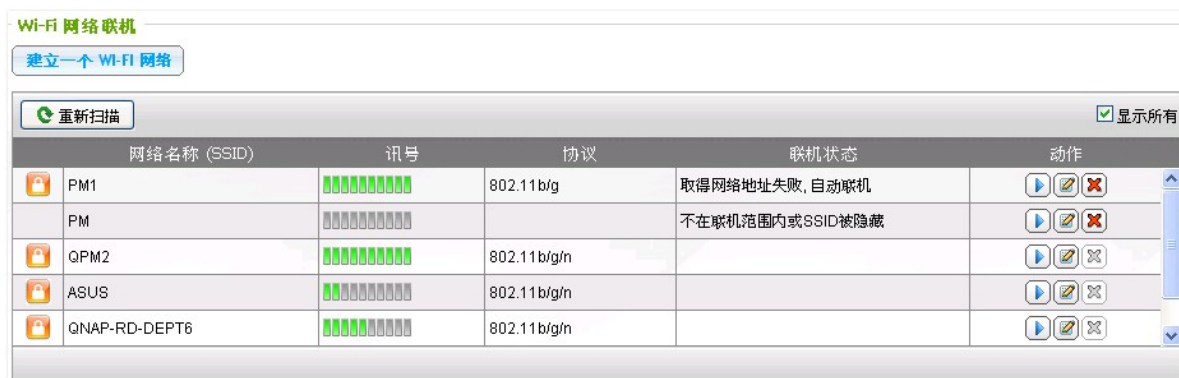 Wi-Fi 网络联机
建立一个 WI-FI 网络
重新扫描 显示所有
网络名称 (SSID) 讯号 协议 联机状态 动作
PM1 802.11b/g 取得网络地址失败, 自动联机
PM 不在联机范围内或SSID被隐藏
QPM2 802.11b/g/n
ASUS 802.11b/g/n
QNAP-RD-DEPT6 802.11b/g/n